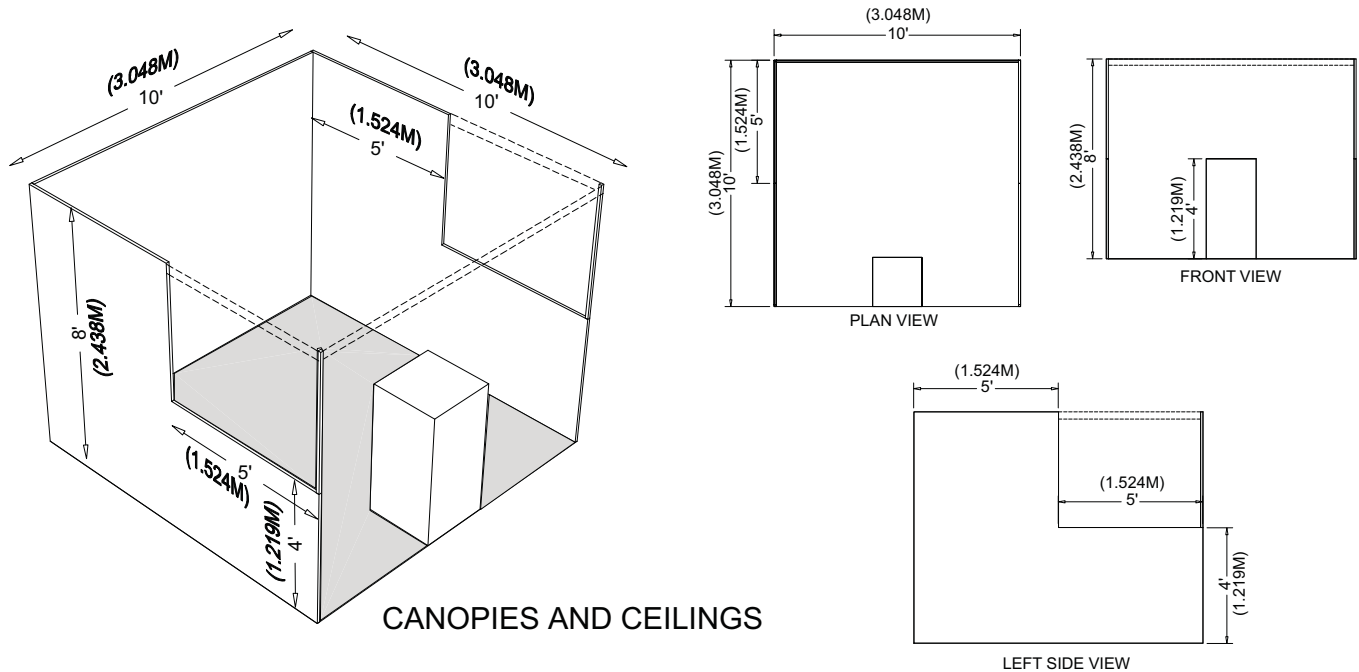 (3.048M)
10'
(3.048M)
10'
(1.524M)
5'
8'
(2.438M)
5'
(1.524M)
(1.219M)
4'
CANOPIES AND CEILINGS
(3.048M)
10'
(1.524M)
5'
(3.048M)
10'
PLAN VIEW
(2.438M)
8'
(1.219M)
4'
FRONT VIEW
(1.524M)
5'
(1.524M)
5'
4'
(1.219M)
LEFT SIDE VIEW